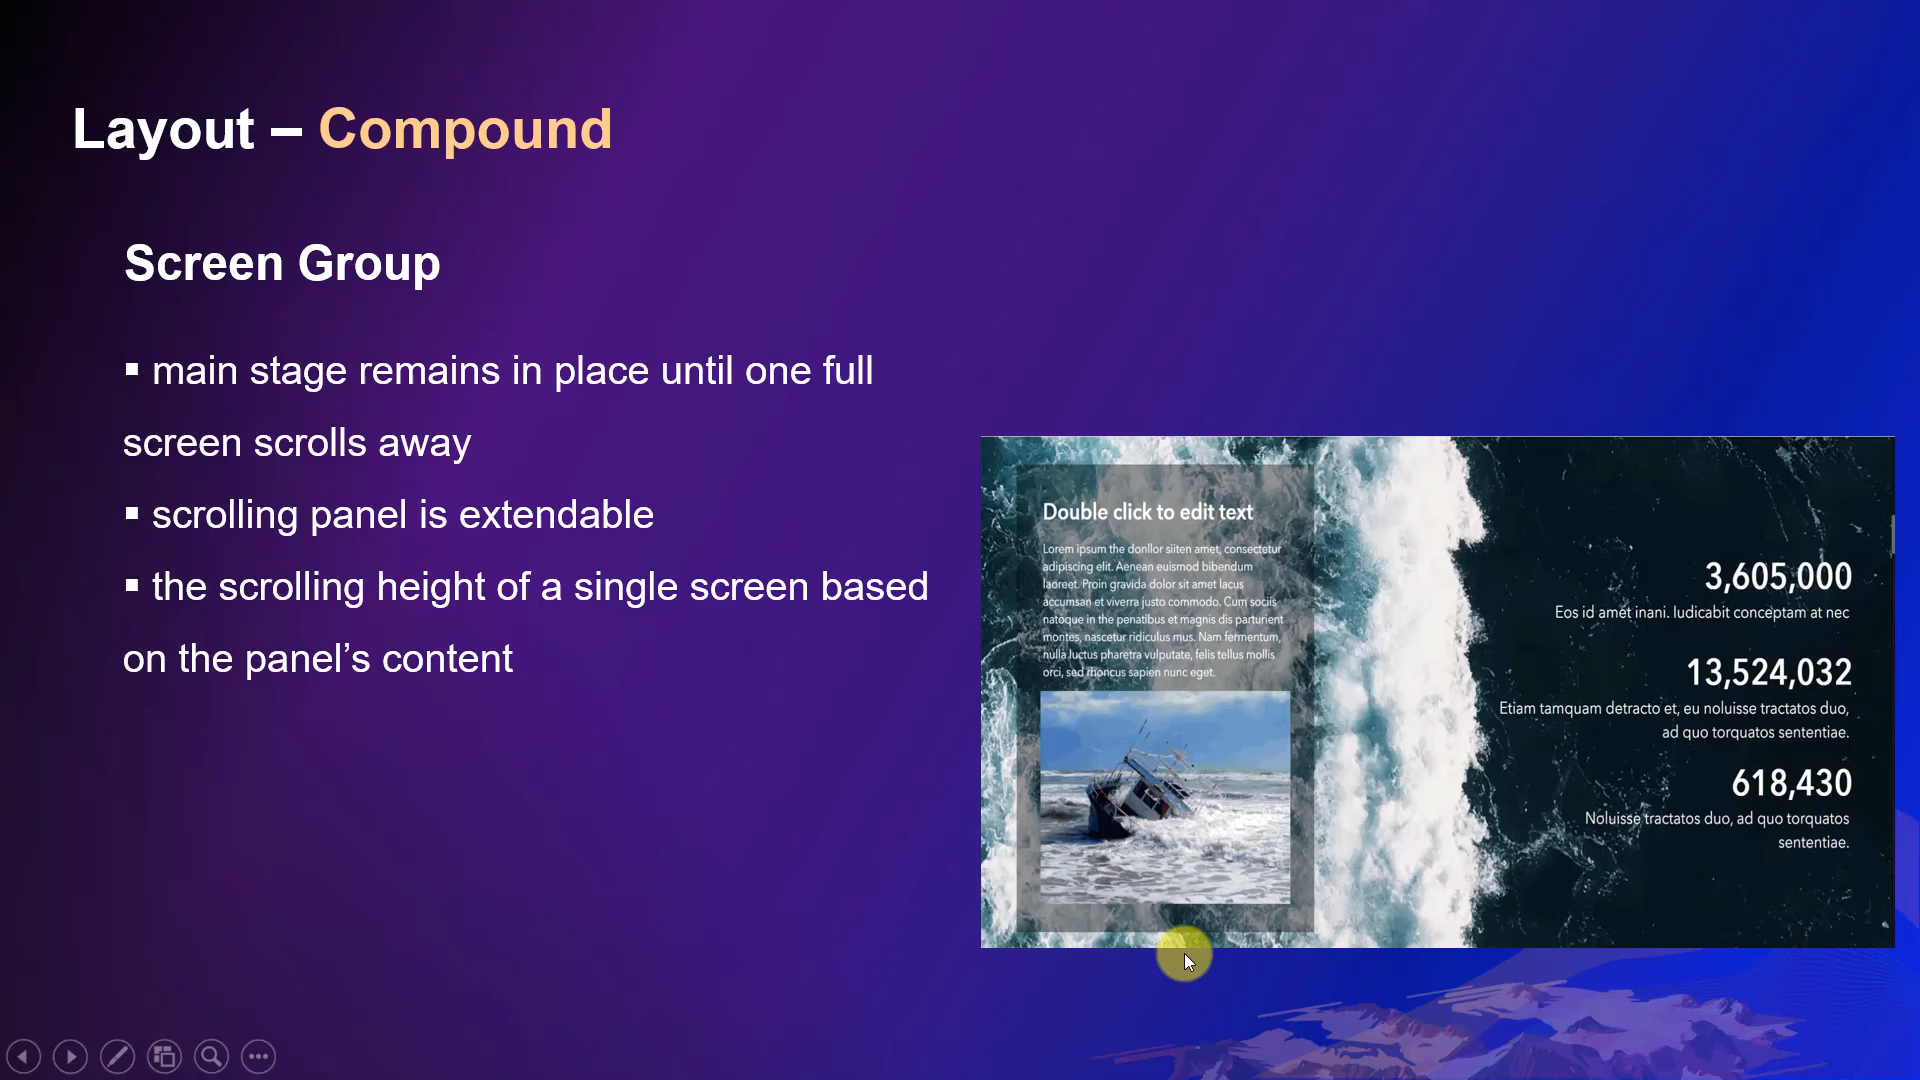 Layout – Compound
Screen Group
▪ main stage remains in place until one full
screen scrolls away
▪ scrolling panel is extendable
▪ the scrolling height of a single screen based
on the panel’s content
Double click to edit text
Lorem ipsum the donllor siiten amet, consectetur
adipiscing elit. Aenean euismod bibendum
laoreet. Proin gravida dolor sit amet lacus
accumsan et viverra justo commodo. Cum sociis
natoque in the penatibus et magnis dis parturient
montes, nascetur ridiculus mus. Nam fermentum,
nulla luctus pharetra vulputate, felis tellus mollis
orci, sed rhoncus sapien nunc eget.
3,605,000
Eos id amet inani. Iudicabit conceptam at nec
13,524,032
Etiam tamquam detracto et, eu noluisse tractatos duo,
ad quo torquatos sententiae.
618,430
Noluisse tractatos duo, ad quo torquatos
sententiae.